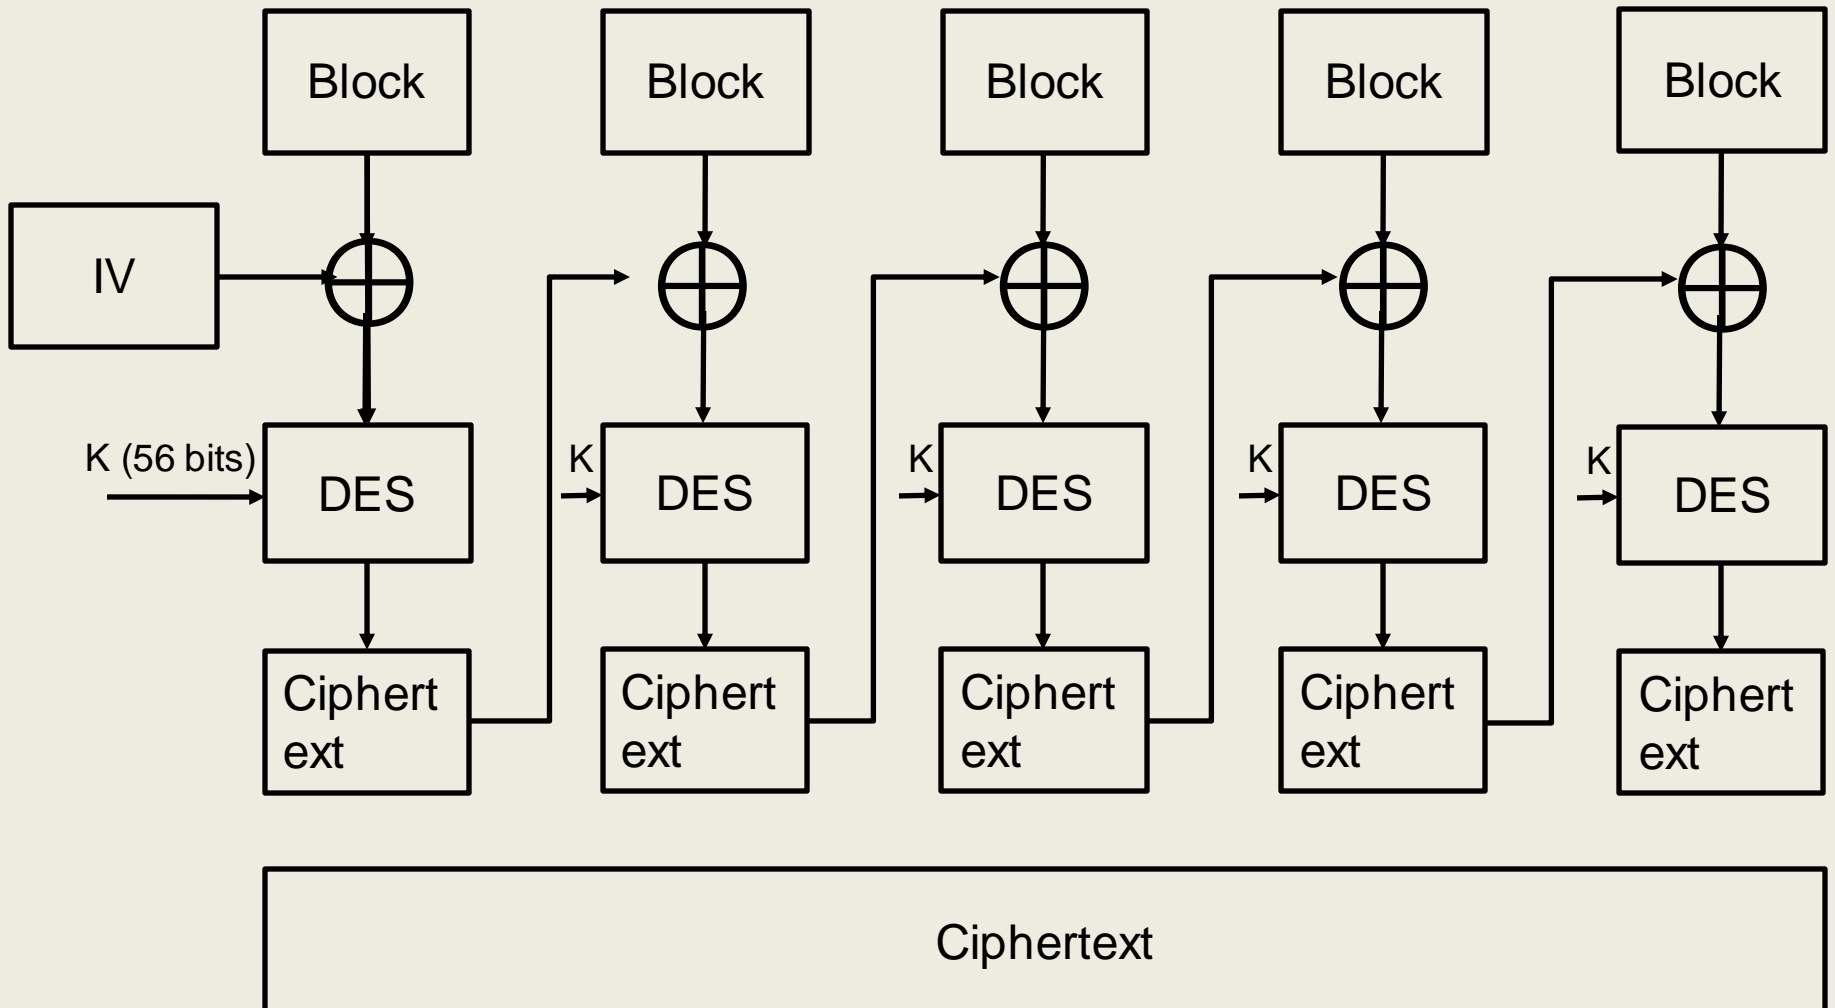 Block
Block
Block
Block
Block
IV
K (56 bits)
K
K
K
K
DES
DES
DES
DES
DES
Ciphert
ext
Ciphert
ext
Ciphert
ext
Ciphert
ext
Ciphert
ext
Ciphertext